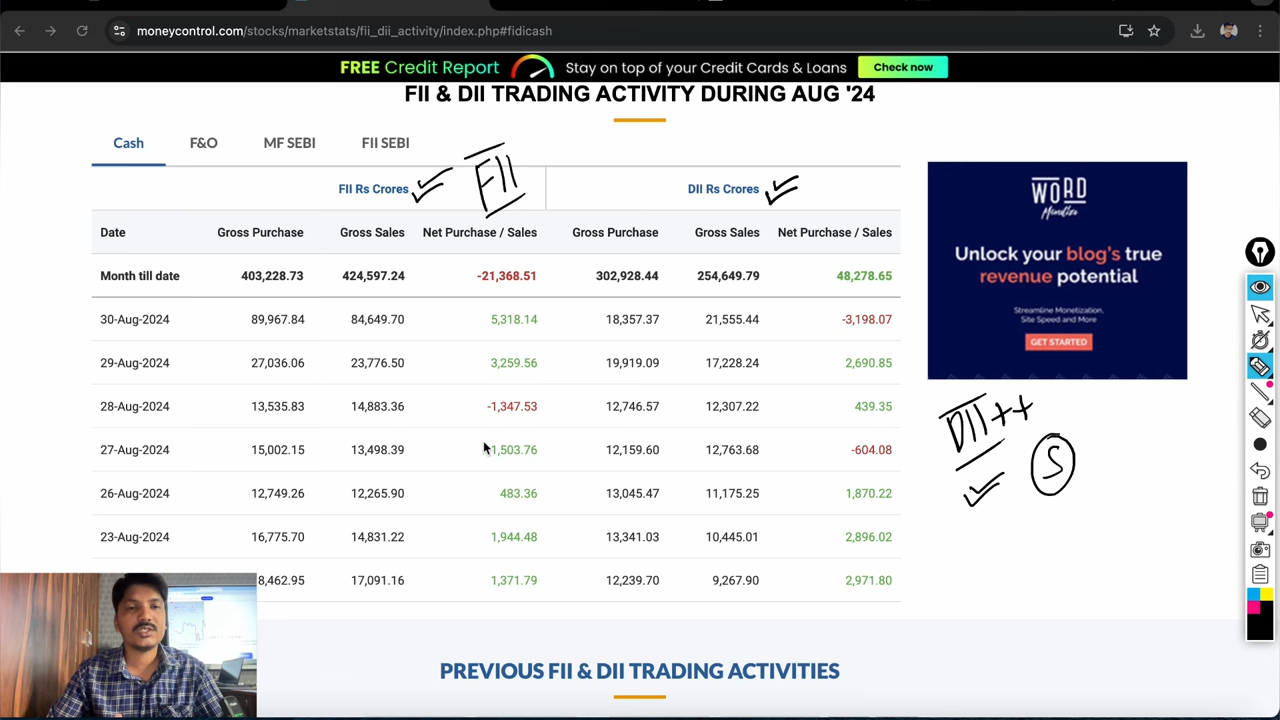 moneycontrol.com/stocks/marketstats/fii_dii_activity/index.php#fidicash
FREE Credit Report Stay on top of your Credit Cards & Loans Check now
FII & DII TRADING ACTIVITY DURING AUG '24
Cash F&O MF SEBI FII SEBI
FII Rs Crores FII DII Rs Crores
Date Gross Purchase Gross Sales Net Purchase / Sales Gross Purchase Gross Sales Net Purchase / Sales
Month till date 403,228.73 424,597.24 -21,368.51 302,928.44 254,649.79 48,278.65
30-Aug-2024 89,967.84 84,649.70 5,318.14 18,357.37 21,555.44 -3,198.07
29-Aug-2024 27,036.06 23,776.50 3,259.56 19,919.09 17,228.24 2,690.85
28-Aug-2024 13,535.83 14,883.36 -1,347.53 12,746.57 12,307.22 439.35
27-Aug-2024 15,002.15 13,498.39 1,503.76 12,159.60 12,763.68 -604.08
26-Aug-2024 12,749.26 12,265.90 483.36 13,045.47 11,175.25 1,870.22
23-Aug-2024 16,775.70 14,831.22 1,944.48 13,341.03 10,445.01 2,896.02
8,462.95 17,091.16 1,371.79 12,239.70 9,267.90 2,971.80
WORD
Unlock your blog's true
revenue potential
Streamline Monetization,
Site Speed and More
GET STARTED
DII++
S
PREVIOUS FII & DII TRADING ACTIVITIES